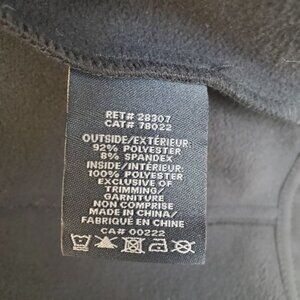 RET# 28307
CAT# 78022
OUTSIDE/EXTÉRIEUR:
92% POLYESTER
8% SPANDEX
INSIDE/INTÉRIEUR:
100% POLYESTER
EXCLUSIVE OF
TRIMMING/
GARNITURE
NON COMPRISE
MADE IN CHINA/
FABRIQUÉ EN CHINE
CA# 00222